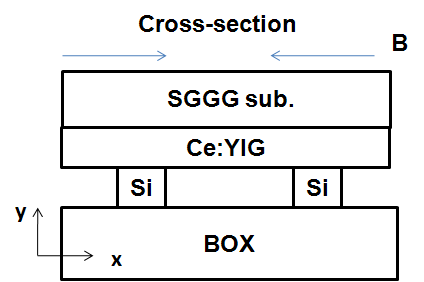 Cross-section
B
SGGG sub.
Ce:YIG
Si Si
BOX
y
x